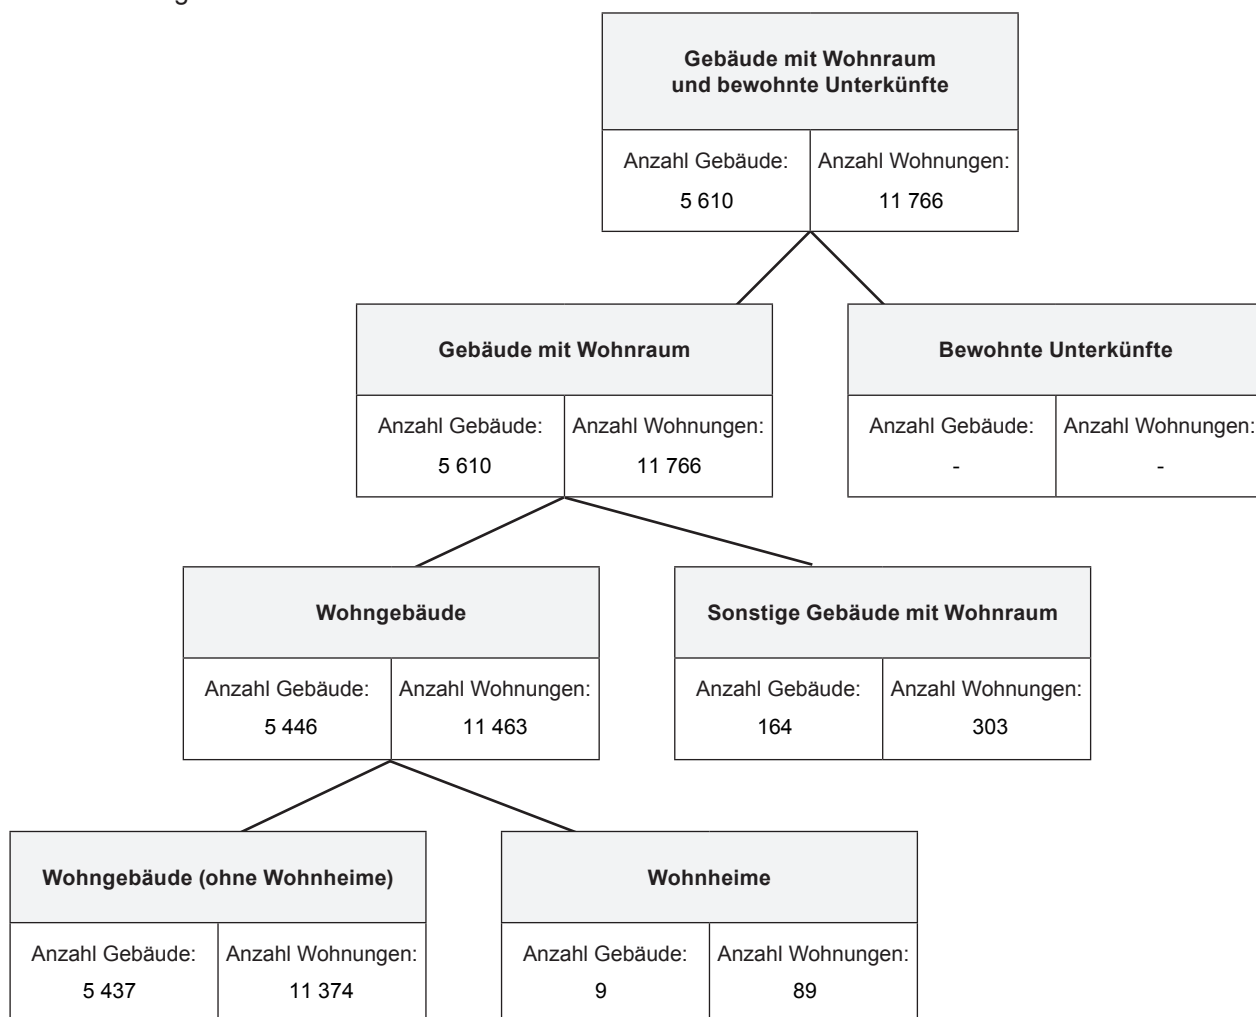 Gebäude mit Wohnraum
und bewohnte Unterkünfte
Anzahl Gebäude: Anzahl Wohnungen:
5 610 11 766
Gebäude mit Wohnraum
Anzahl Gebäude: Anzahl Wohnungen:
5 610 11 766
Bewohnte Unterkünfte
Anzahl Gebäude: Anzahl Wohnungen:
- -
Wohngebäude
Anzahl Gebäude: Anzahl Wohnungen:
5 446 11 463
Sonstige Gebäude mit Wohnraum
Anzahl Gebäude: Anzahl Wohnungen:
164 303
Wohngebäude (ohne Wohnheime)
Anzahl Gebäude: Anzahl Wohnungen:
5 437 11 374
Wohnheime
Anzahl Gebäude: Anzahl Wohnungen:
9 89